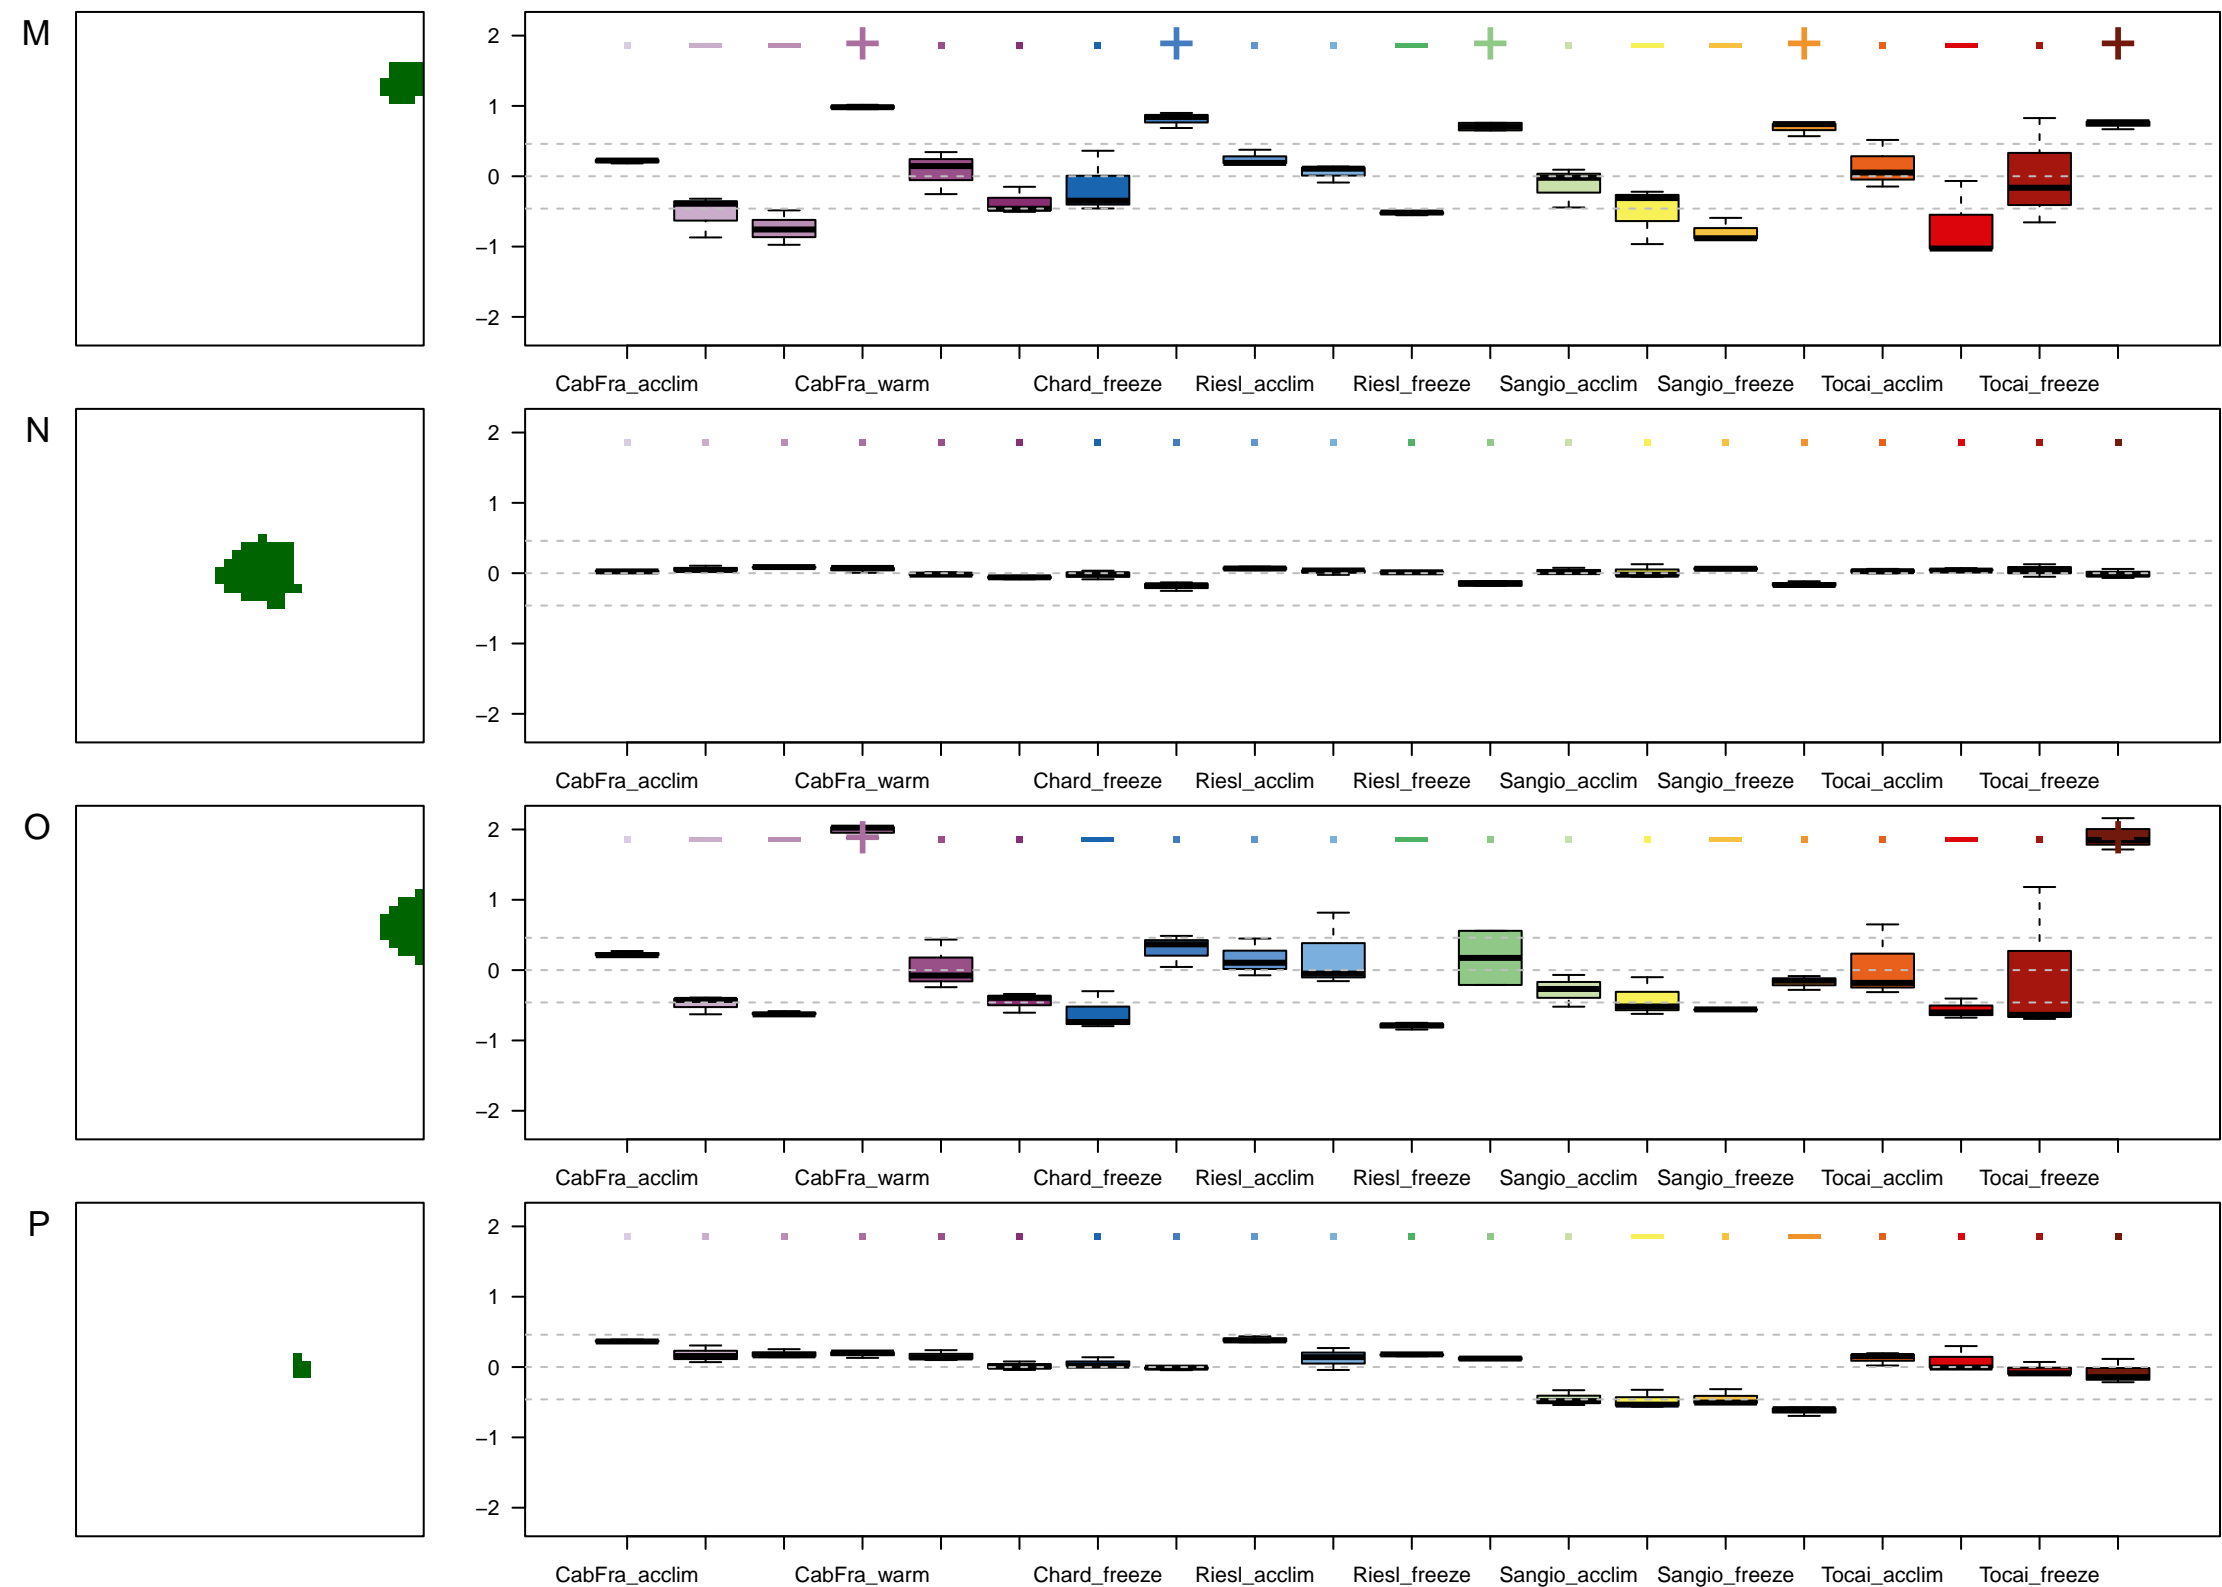 M
2
1
0
−1
−2
CabFra_acclim CabFra_warm Chard_freeze Riesl_acclim Riesl_freeze Sangio_acclim Sangio_freeze Tocai_acclim Tocai_freeze
N
2
1
0
−1
−2
CabFra_acclim CabFra_warm Chard_freeze Riesl_acclim Riesl_freeze Sangio_acclim Sangio_freeze Tocai_acclim Tocai_freeze
O
2
1
0
−1
−2
CabFra_acclim CabFra_warm Chard_freeze Riesl_acclim Riesl_freeze Sangio_acclim Sangio_freeze Tocai_acclim Tocai_freeze
P
2
1
0
−1
−2
CabFra_acclim CabFra_warm Chard_freeze Riesl_acclim Riesl_freeze Sangio_acclim Sangio_freeze Tocai_acclim Tocai_freeze